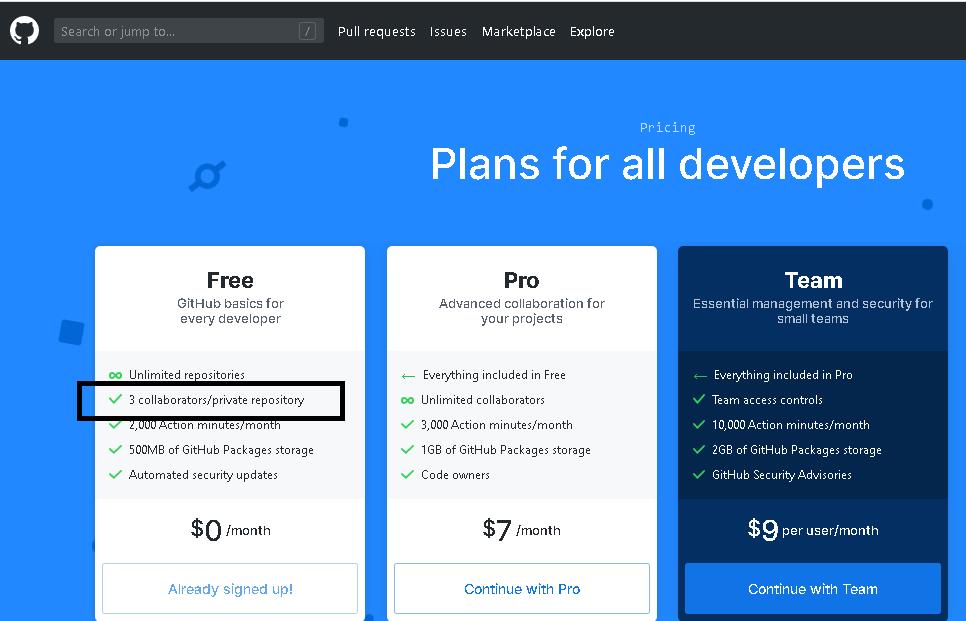 Search or jump to...
/
Pull requests
Issues
Marketplace
Explore
Pricing
Plans for all developers
Free
GitHub basics for
every developer
∞ Unlimited repositories
✓ 3 collaborators/private repository
✓ 2,000 Action minutes/month
✓ 500MB of GitHub Packages storage
✓ Automated security updates
$0 /month
Already signed up!
Pro
Advanced collaboration for
your projects
← Everything included in Free
∞ Unlimited collaborators
✓ 3,000 Action minutes/month
✓ 1GB of GitHub Packages storage
✓ Code owners
$7 /month
Continue with Pro
Team
Essential management and security for
small teams
← Everything included in Pro
✓ Team access controls
✓ 10,000 Action minutes/month
✓ 2GB of GitHub Packages storage
✓ GitHub Security Advisories
$9 per user/month
Continue with Team